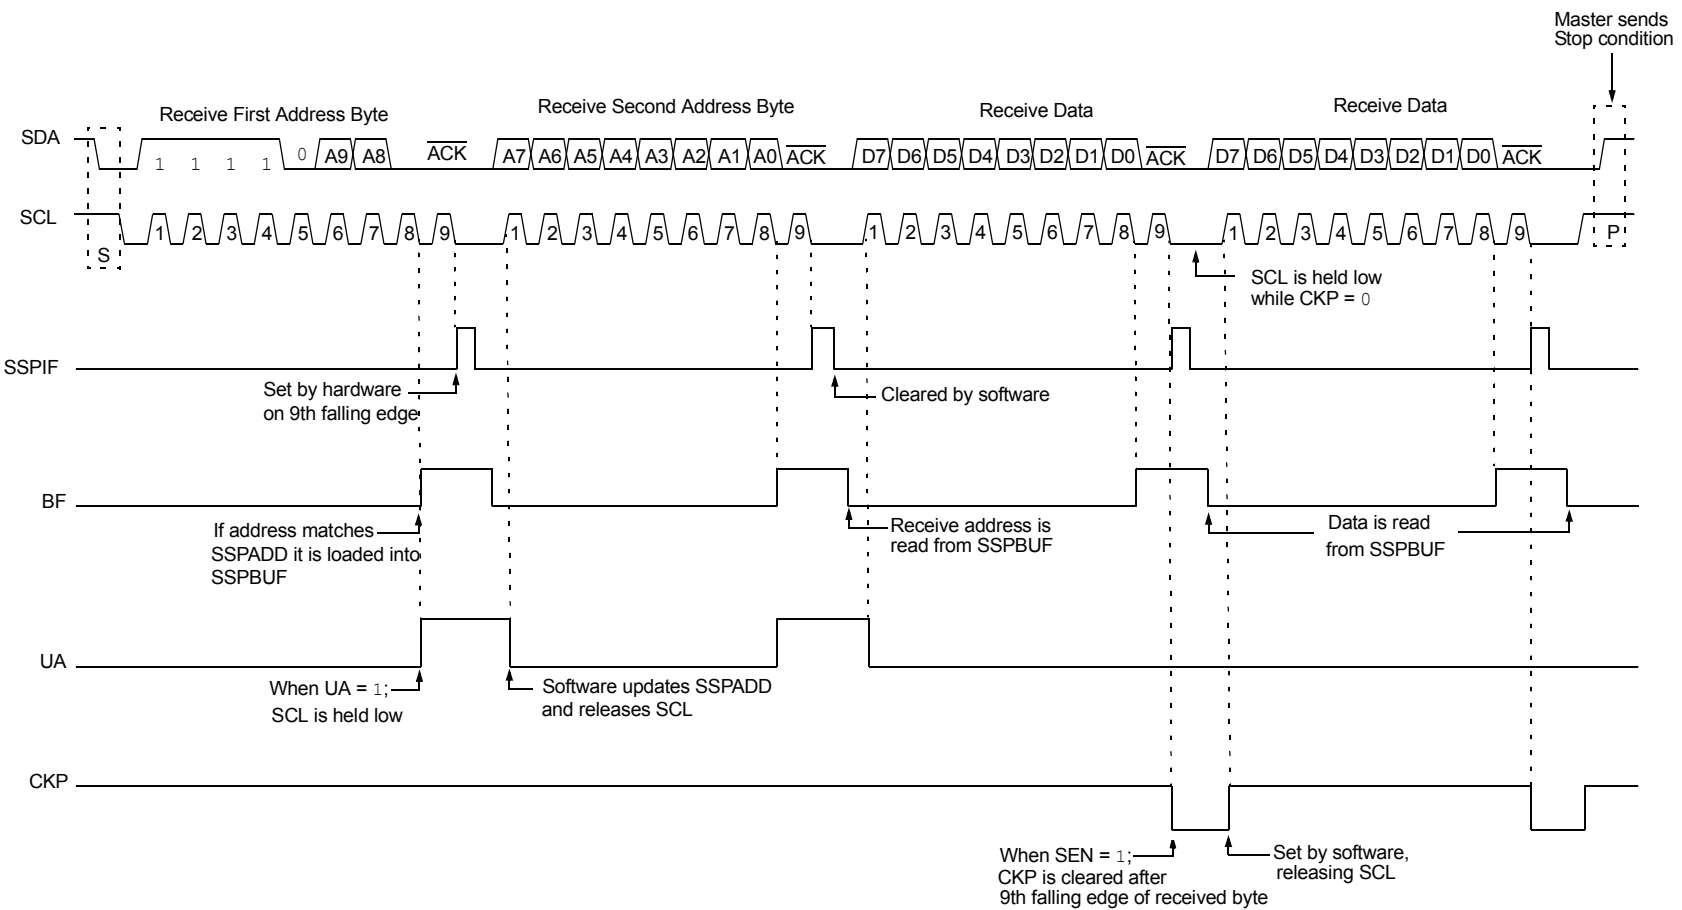 Master sends
Stop condition
Receive First Address Byte
Receive Second Address Byte
Receive Data
Receive Data
SDA
1 1 1 1 0 A9 A8 ACK A7 A6 A5 A4 A3 A2 A1 A0 ACK D7 D6 D5 D4 D3 D2 D1 D0 ACK D7 D6 D5 D4 D3 D2 D1 D0 ACK
SCL
1 2 3 4 5 6 7 8 9 1 2 3 4 5 6 7 8 9 1 2 3 4 5 6 7 8 9 1 2 3 4 5 6 7 8 9 P
S
SCL is held low
while CKP = 0
SSPIF
Set by hardware
on 9th falling edge
Cleared by software
BF
If address matches
SSPADD it is loaded into
SSPBUF
Receive address is
read from SSPBUF
Data is read
from SSPBUF
UA
When UA = 1;
SCL is held low
Software updates SSPADD
and releases SCL
CKP
When SEN = 1;
CKP is cleared after
9th falling edge of received byte
Set by software,
releasing SCL